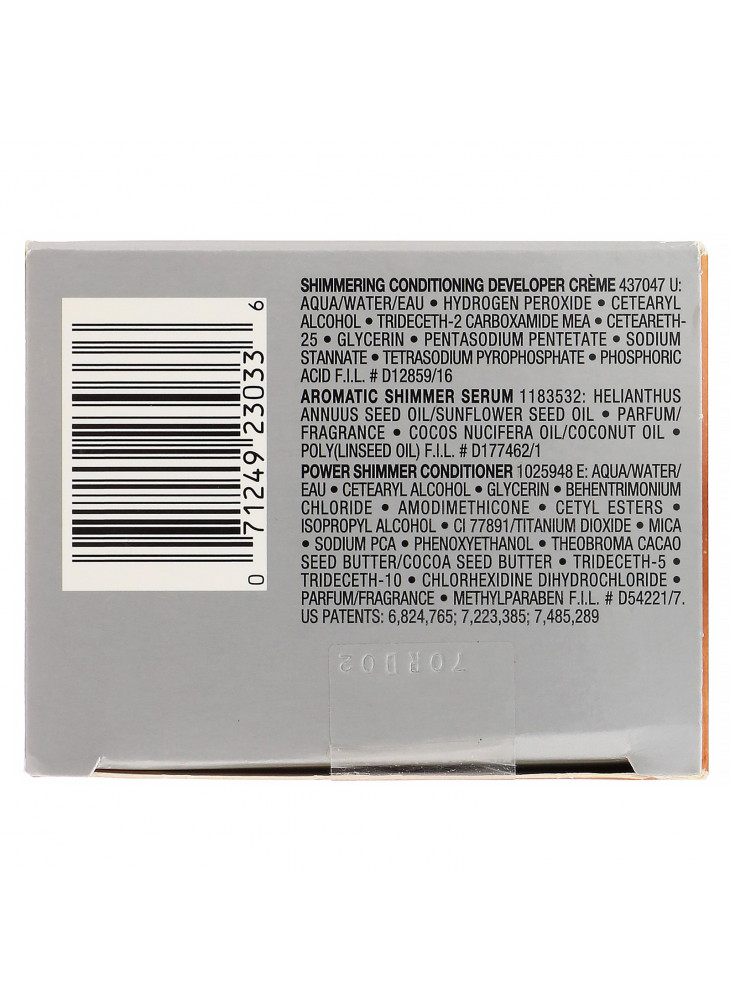 SHIMMERING CONDITIONING DEVELOPER CRÈME 437047 U:
AQUA/WATER/EAU • HYDROGEN PEROXIDE • CETEARYL
ALCOHOL • TRIDECETH-2 CARBOXAMIDE MEA • CETEARETH-
25 • GLYCERIN • PENTASODIUM PENTETATE • SODIUM
STANNATE • TETRASODIUM PYROPHOSPHATE • PHOSPHORIC
ACID F.I.L. # D12859/16
AROMATIC SHIMMER SERUM 1183532: HELIANTHUS
ANNUUS SEED OIL/SUNFLOWER SEED OIL • PARFUM/
FRAGRANCE • COCOS NUCIFERA OIL/COCONUT OIL •
POLY(LINSEED OIL) F.I.L. # D177462/1
POWER SHIMMER CONDITIONER 1025948 E: AQUA/WATER/
EAU • CETEARYL ALCOHOL • GLYCERIN • BEHENTRIMONIUM
CHLORIDE • AMODIMETHICONE • CETYL ESTERS •
ISOPROPYL ALCOHOL • CI 77891/TITANIUM DIOXIDE • MICA
• SODIUM PCA • PHENOXYETHANOL • THEOBROMA CACAO
SEED BUTTER/COCOA SEED BUTTER • TRIDECETH-5 •
TRIDECETH-10 • CHLORHEXIDINE DIHYDROCHLORIDE •
PARFUM/FRAGRANCE • METHYLPARABEN F.I.L. # D54221/7.
US PATENTS: 6,824,765; 7,223,385; 7,485,289
0 71249 23033 6
70RD02